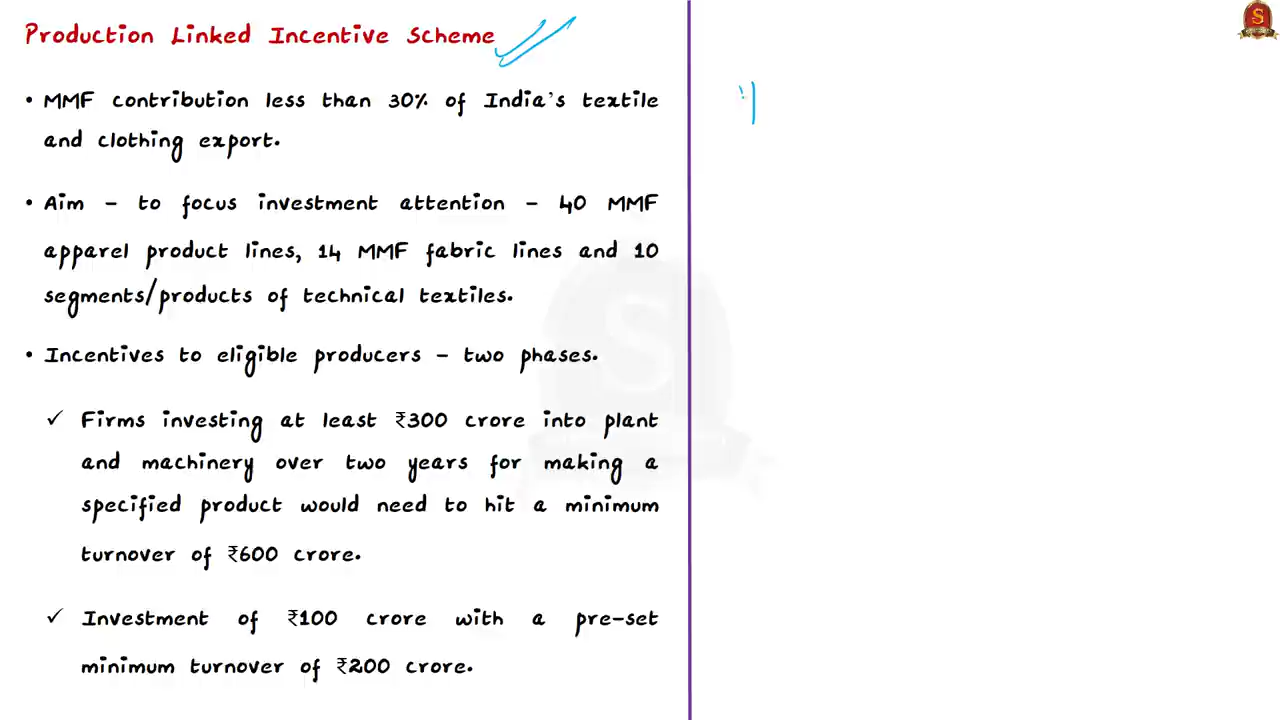 Production Linked Incentive Scheme
• MMF contribution less than 30% of India's textile
and clothing export.
• Aim – to focus investment attention – 40 MMF
apparel product lines, 14 MMF fabric lines and 10
segments/products of technical textiles.
• Incentives to eligible producers – two phases.
✓ Firms investing at least ₹300 crore into plant
and machinery over two years for making a
specified product would need to hit a minimum
turnover of ₹600 crore.
✓ Investment of ₹100 crore with a pre-set
minimum turnover of ₹200 crore.
S